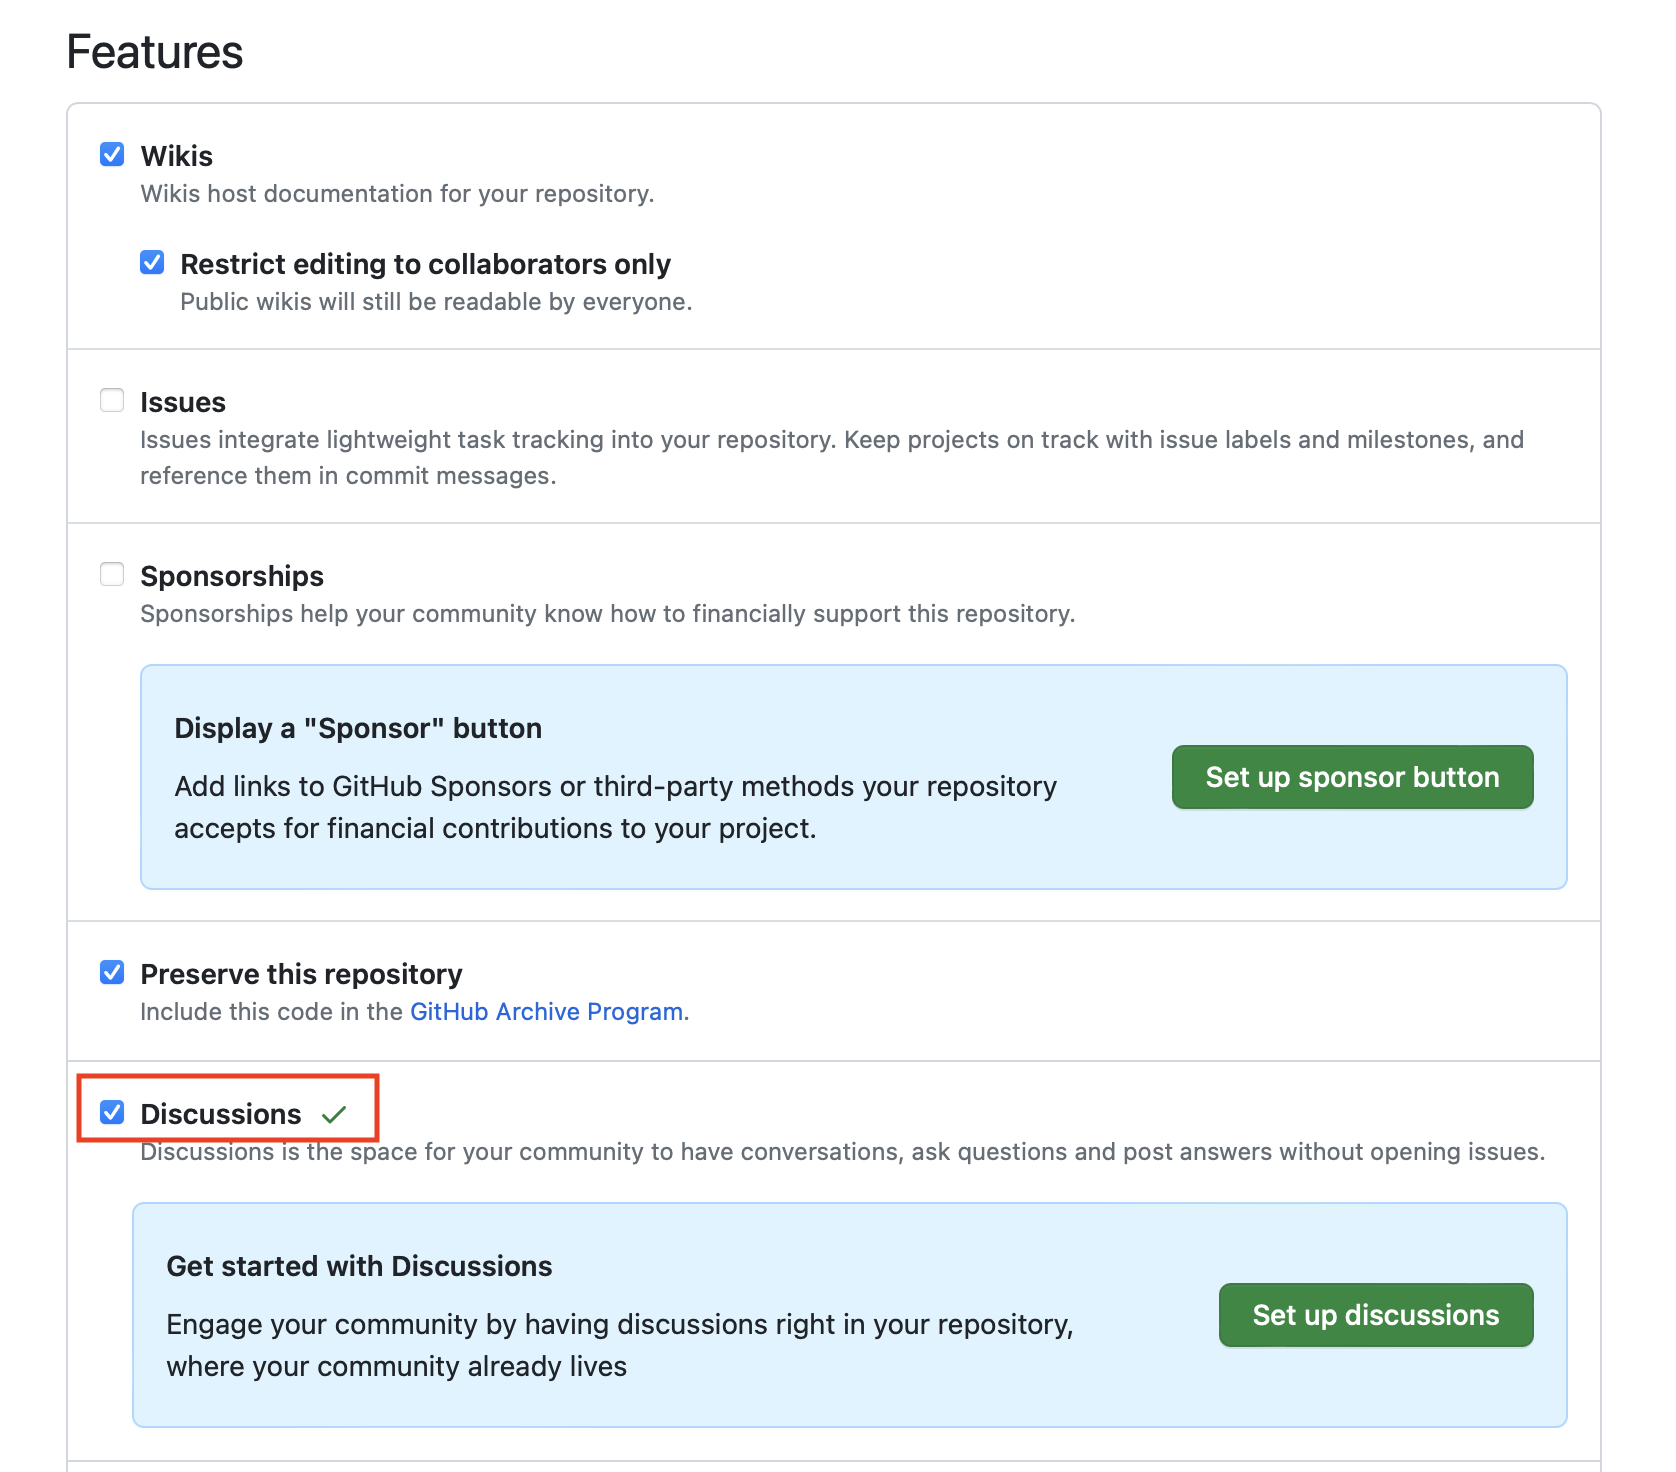 Features
Wikis
Wikis host documentation for your repository.
Restrict editing to collaborators only
Public wikis will still be readable by everyone.
Issues
Issues integrate lightweight task tracking into your repository. Keep projects on track with issue labels and milestones, and
reference them in commit messages.
Sponsorships
Sponsorships help your community know how to financially support this repository.
Display a "Sponsor" button
Add links to GitHub Sponsors or third-party methods your repository
accepts for financial contributions to your project.
Set up sponsor button
Preserve this repository
Include this code in the GitHub Archive Program.
Discussions
Discussions is the space for your community to have conversations, ask questions and post answers without opening issues.
Get started with Discussions
Engage your community by having discussions right in your repository,
where your community already lives
Set up discussions